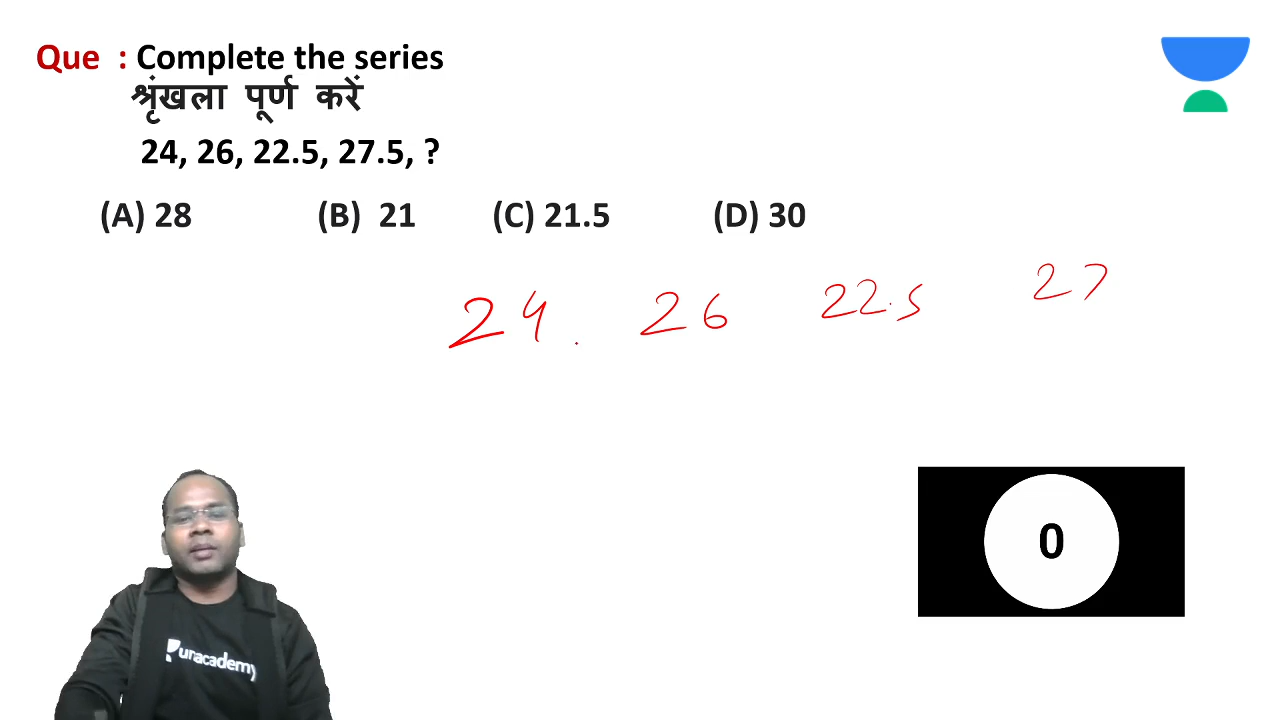 Que : Complete the series
श्रृंखला पूर्ण करें
24, 26, 22.5, 27.5, ?
(A) 28 (B) 21 (C) 21.5 (D) 30
24. 26 22.5 27
0
unacademy